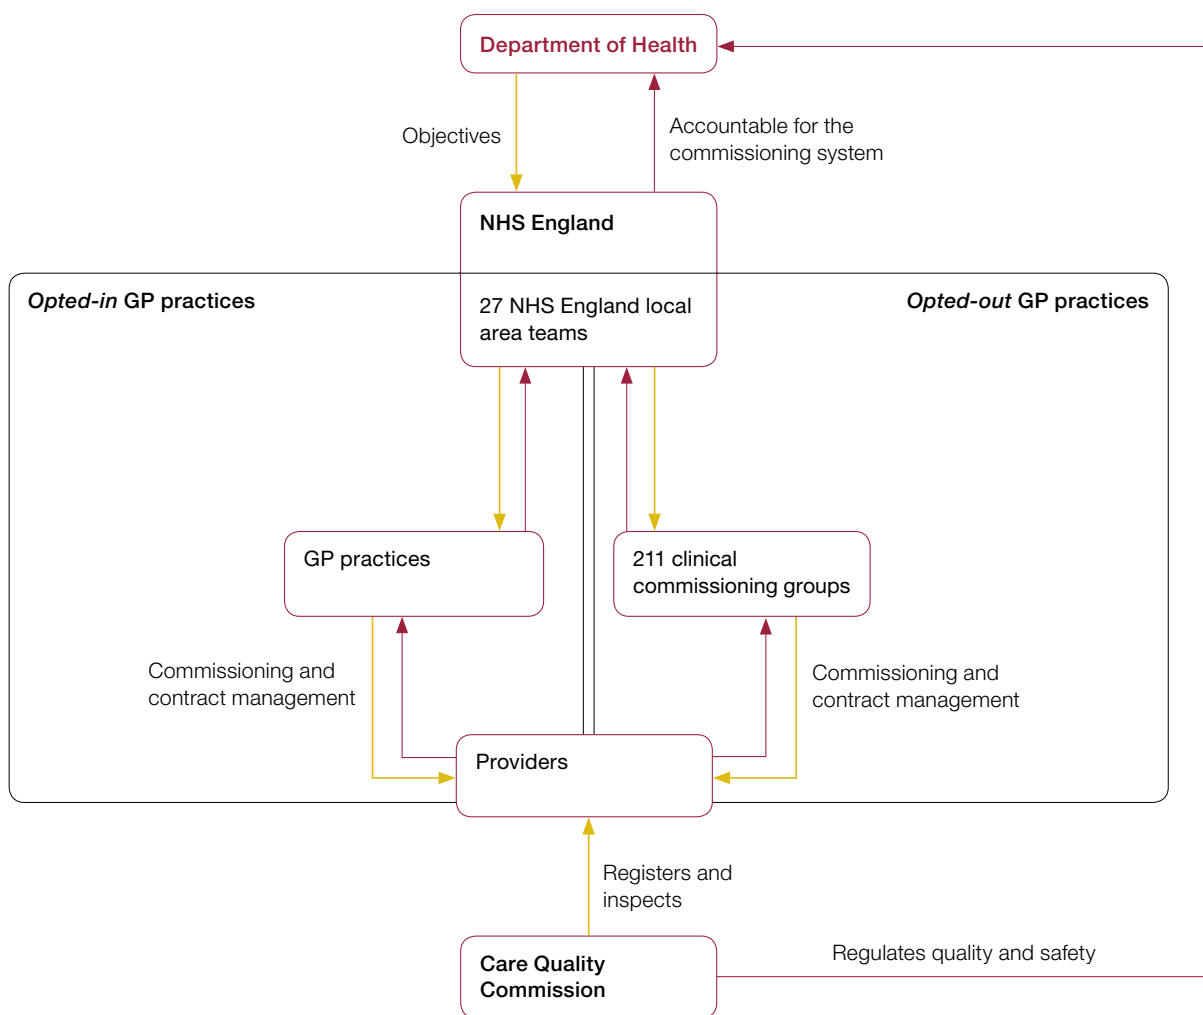 Department of Health
Objectives
Accountable for the
commissioning system
NHS England
Opted-in GP practices
27 NHS England local
area teams
Opted-out GP practices
GP practices
211 clinical
commissioning groups
Commissioning and
contract management
Commissioning and
contract management
Providers
Registers and
inspects
Care Quality
Commission
Regulates quality and safety